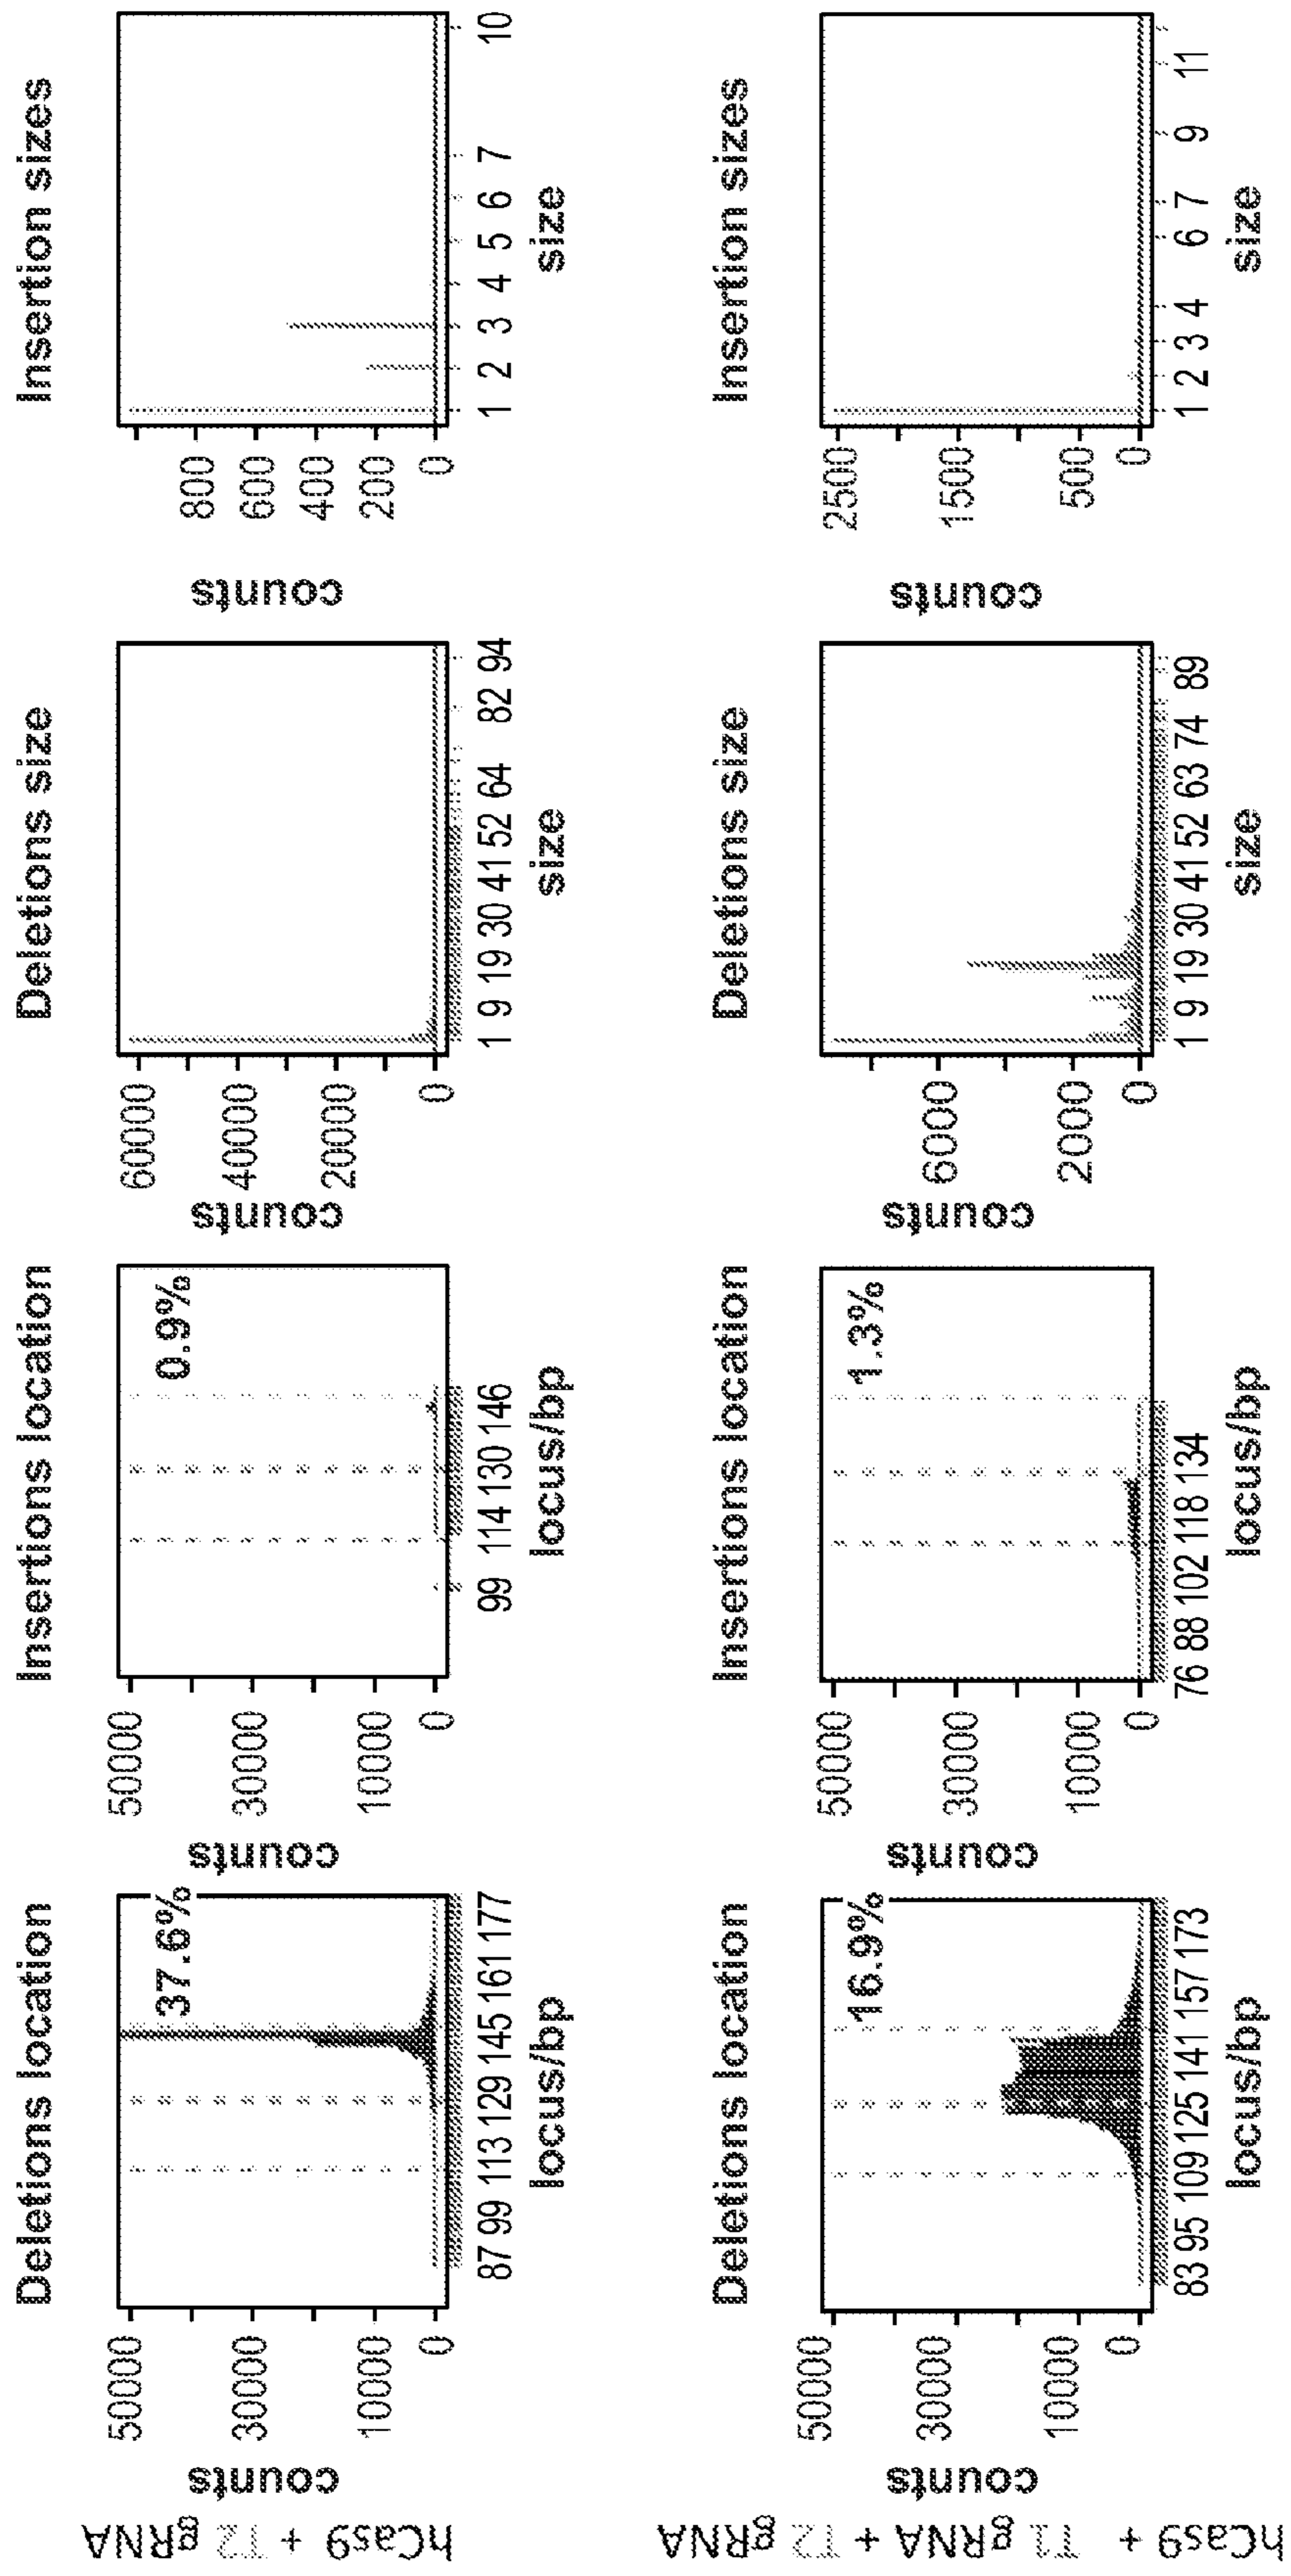 hCas9 + T2 gRNA
Deletions location
counts
50000
30000
10000
0
37.6%
87 99 113 129 145 161 177
locus/bp
Insertions location
counts
50000
30000
10000
0
0.9%
99 114 130 146
locus/bp
Deletions size
counts
60000
40000
20000
0
1 9 19 30 41 52 64 82 94
size
Insertion sizes
counts
800
600
400
200
0
1 2 3 4 5 6 7 10
size
hCas9 + T1 gRNA + T2 gRNA
Deletions location
counts
50000
30000
10000
0
16.9%
83 95 109 125 141 157 173
locus/bp
Insertions location
counts
50000
30000
10000
0
1.3%
76 88 102 118 134
locus/bp
Deletions size
counts
6000
2000
0
1 9 19 30 41 52 63 74 89
size
Insertion sizes
counts
2500
1500
500
0
1 2 3 4 6 7 9 11
size